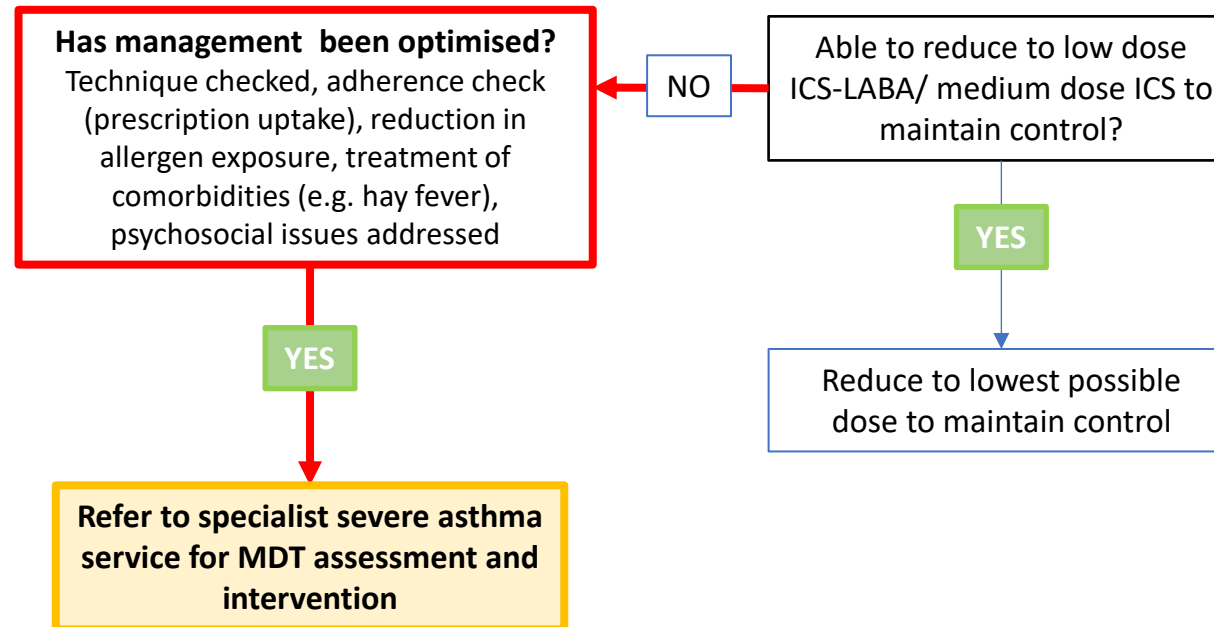 Has management been optimised?
Technique checked, adherence check
(prescription uptake), reduction in
allergen exposure, treatment of
comorbidities (e.g. hay fever),
psychosocial issues addressed
NO
Able to reduce to low dose
ICS-LABA/ medium dose ICS to
maintain control?
YES
YES
Reduce to lowest possible
dose to maintain control
Refer to specialist severe asthma
service for MDT assessment and
intervention